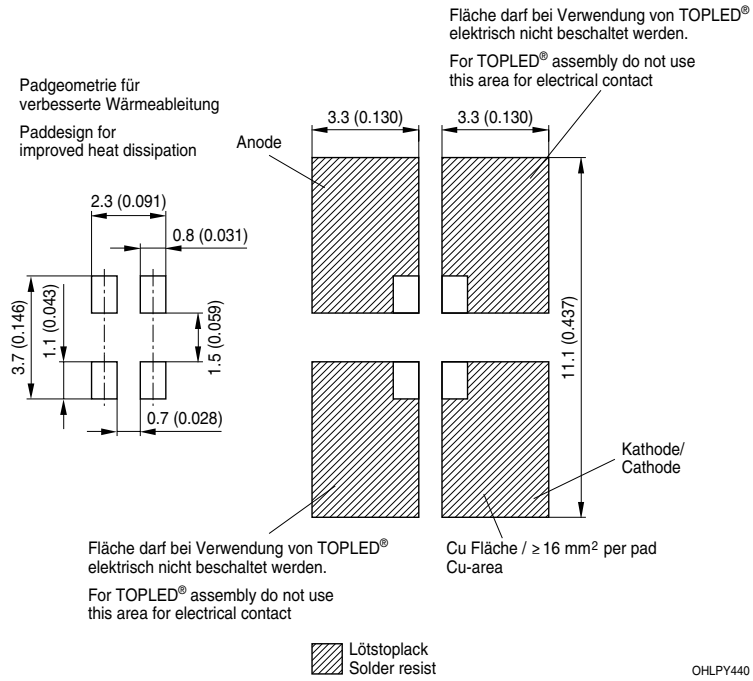 Fläche darf bei Verwendung von TOPLED®
elektrisch nicht beschaltet werden.
For TOPLED® assembly do not use
this area for electrical contact
Padgeometrie für
verbesserte Wärmeableitung
Paddesign for
improved heat dissipation
Anode
3.3 (0.130)
3.3 (0.130)
2.3 (0.091)
0.8 (0.031)
3.7 (0.146)
1.1 (0.043)
1.5 (0.059)
0.7 (0.028)
11.1 (0.437)
Kathode/
Cathode
Fläche darf bei Verwendung von TOPLED®
elektrisch nicht beschaltet werden.
For TOPLED® assembly do not use
this area for electrical contact
Cu Fläche / ≥ 16 mm² per pad
Cu-area
Lötstoplack
Solder resist
OHLPY440